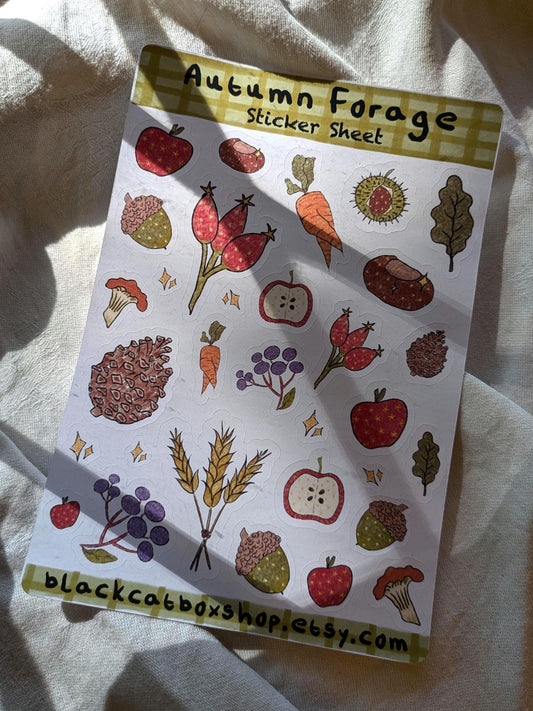 Autumn Forage
Sticker Sheet
blackcatboxshop.etsy.com